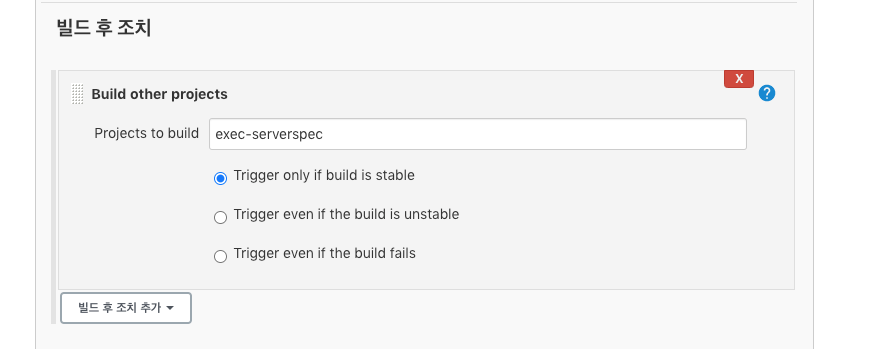 빌드 후 조치
X
Build other projects
?
Projects to build exec-serverspec
Trigger only if build is stable
Trigger even if the build is unstable
Trigger even if the build fails
빌드 후 조치 추가